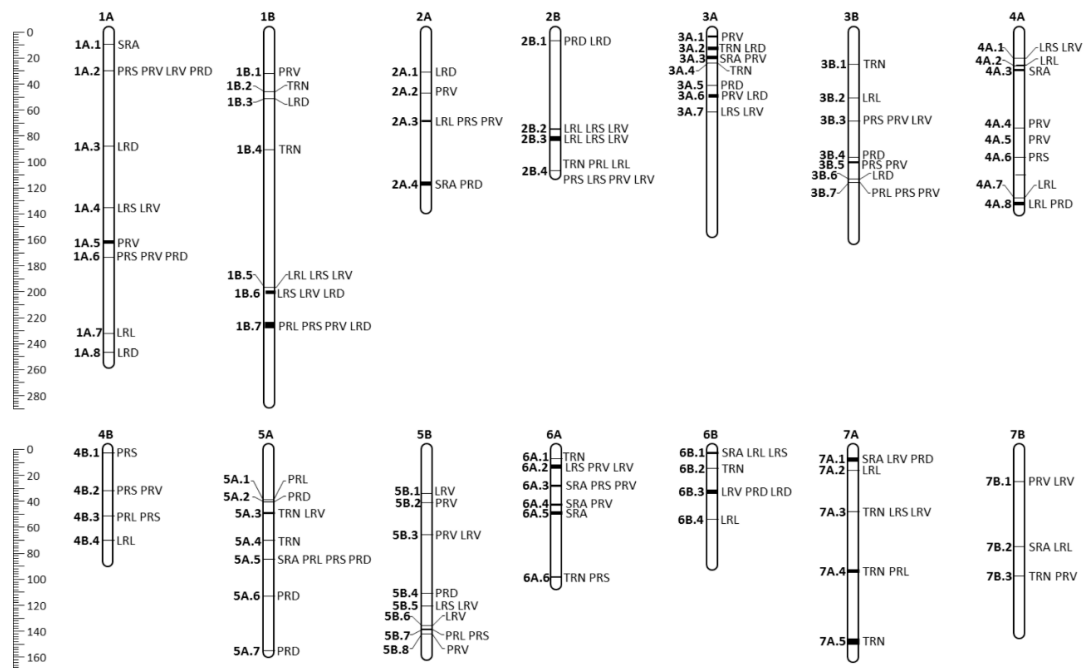 1A 1B 2A 2B 3A 3B 4A
0
20
40
60
80
100
120
140
160
180
200
220
240
260
280
1A.1 SRA
1A.2 PRS PRV LRV PRD
1A.3 LRD
1A.4 LRS LRV
1A.5 PRV
1A.6 PRS PRV PRD
1A.7 LRL
1A.8 LRD
1B.1 PRV
1B.2 TRN
1B.3 LRD
1B.4 TRN
1B.5 LRL LRS LRV
1B.6 LRS LRV LRD
1B.7 PRL PRS PRV LRD
2A.1 LRD
2A.2 PRV
2A.3 LRL PRS PRV
2A.4 SRA PRD
2B.1 PRD LRD
2B.2 LRL LRS LRV
2B.3 LRL LRS LRV
2B.4 TRN PRL LRL
PRS LRS PRV LRV
3A.1 PRV
3A.2 TRN LRD
3A.3 SRA PRV
3A.4 TRN
3A.5 PRD
3A.6 PRV LRD
3A.7 LRS LRV
3B.1 TRN
3B.2 LRL
3B.3 PRS PRV LRV
3B.4 PRD
3B.5 PRS PRV
3B.6 LRD
3B.7 PRL PRS PRV
4A.1 LRS LRV
4A.2 LRL
4A.3 SRA
4A.4 PRV
4A.5 PRV
4A.6 PRS
4A.7 LRL
4A.8 LRL PRD
4B 5A 5B 6A 6B 7A 7B
0
20
40
60
80
100
120
140
160
4B.1 PRS
4B.2 PRS PRV
4B.3 PRL PRS
4B.4 LRL
5A.1 PRL
5A.2 PRD
5A.3 TRN LRV
5A.4 TRN
5A.5 SRA PRL PRS PRD
5A.6 PRD
5A.7 PRD
5B.1 LRV
5B.2 PRV
5B.3 PRV LRV
5B.4 PRD
5B.5 LRS LRV
5B.6 LRV
5B.7 PRL PRS
5B.8 PRV
6A.1 TRN
6A.2 LRS PRV LRV
6A.3 SRA PRS PRV
6A.4 SRA PRV
6A.5 SRA
6A.6 TRN PRS
6B.1 SRA LRL LRS
6B.2 TRN
6B.3 LRV PRD LRD
6B.4 LRL
7A.1 SRA LRV PRD
7A.2 LRL
7A.3 TRN LRS LRV
7A.4 TRN PRL
7A.5 TRN
7B.1 PRV LRV
7B.2 SRA LRL
7B.3 TRN PRV